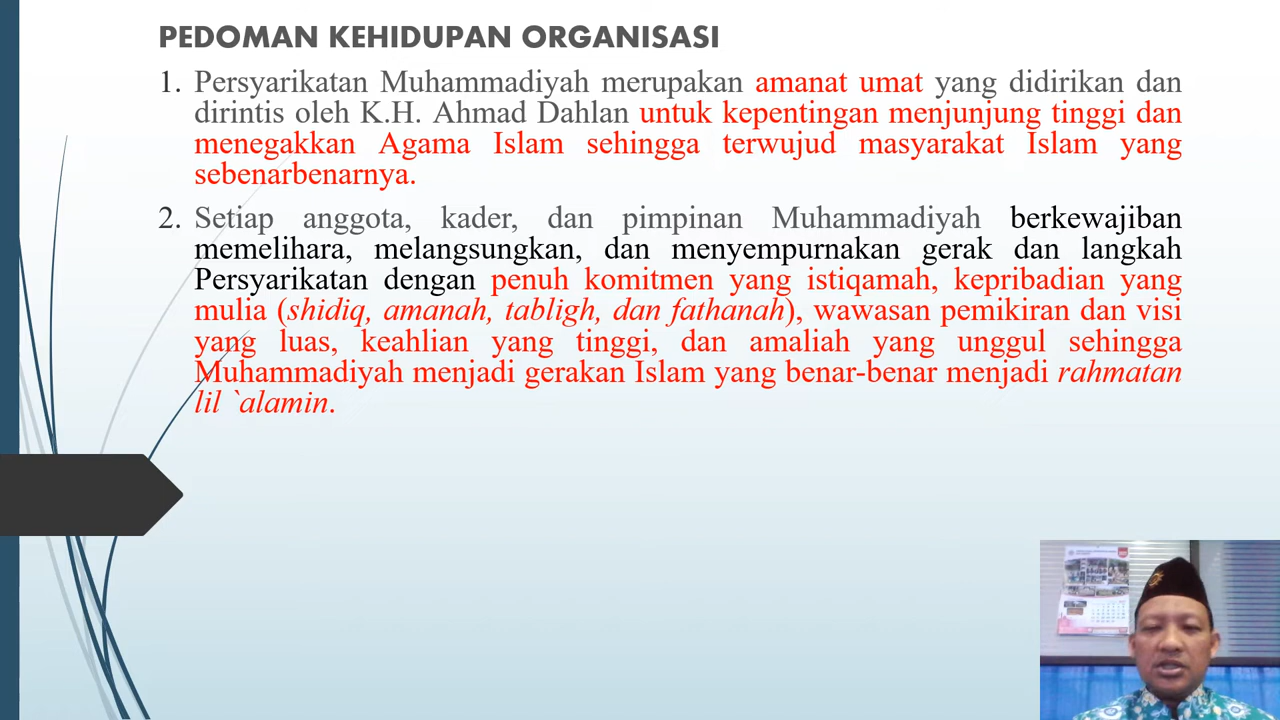 PEDOMAN KEHIDUPAN ORGANISASI
1. Persyarikatan Muhammadiyah merupakan amanat umat yang didirikan dan
dirintis oleh K.H. Ahmad Dahlan untuk kepentingan menjunjung tinggi dan
menegakkan Agama Islam sehingga terwujud masyarakat Islam yang
sebenarbenarnya.
2. Setiap anggota, kader, dan pimpinan Muhammadiyah berkewajiban
memelihara, melangsungkan, dan menyempurnakan gerak dan langkah
Persyarikatan dengan penuh komitmen yang istiqamah, kepribadian yang
mulia (shidiq, amanah, tabligh, dan fathanah), wawasan pemikiran dan visi
yang luas, keahlian yang tinggi, dan amaliah yang unggul sehingga
Muhammadiyah menjadi gerakan Islam yang benar-benar menjadi rahmatan
lil `alamin.